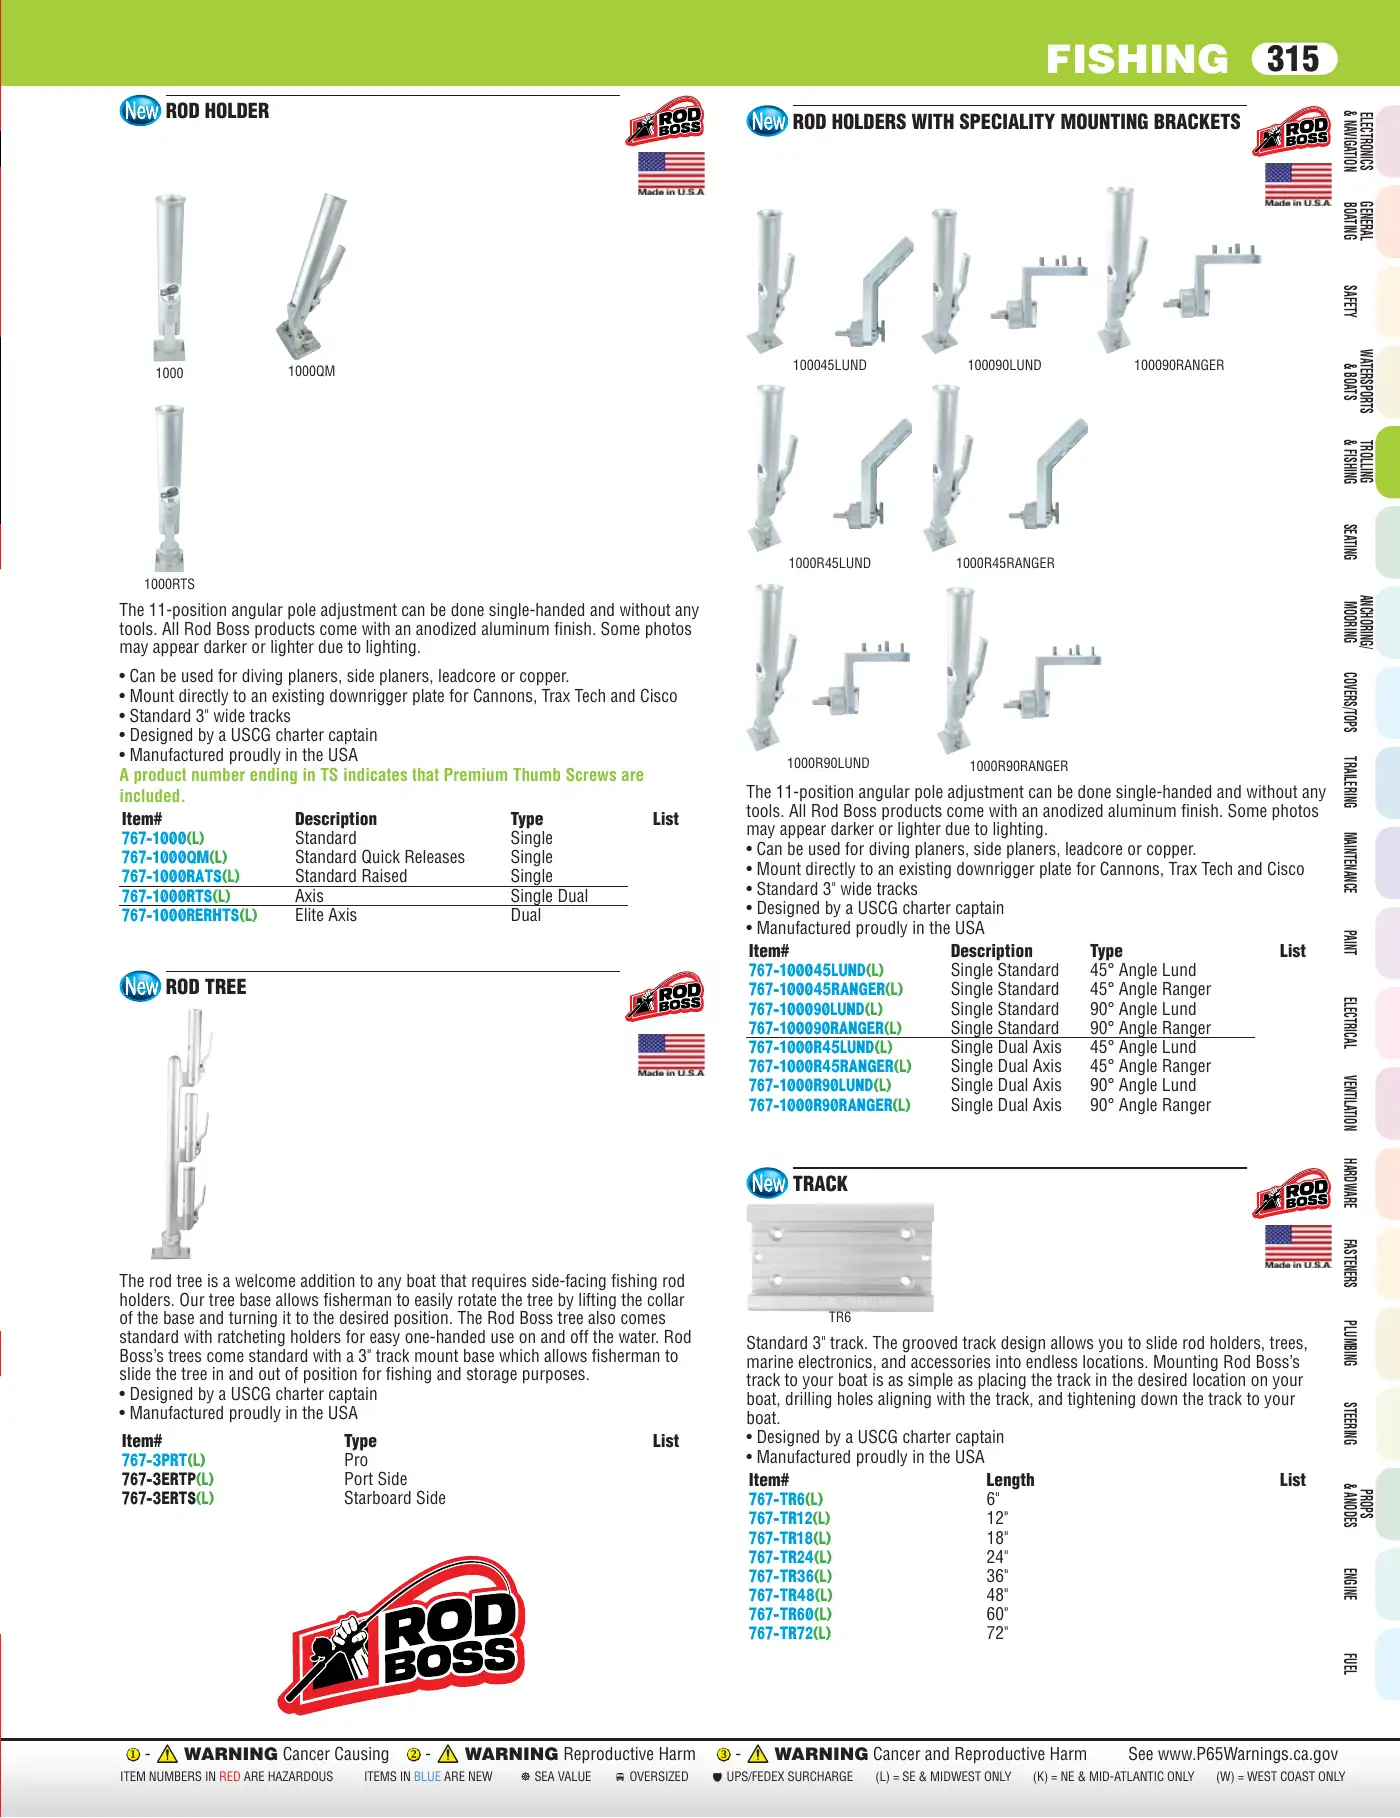 FISHING 315
New ROD HOLDER
ROD BOSS
Made in U.S.A
1000
1000QM
1000RTS
The 11-position angular pole adjustment can be done single-handed and without any
tools. All Rod Boss products come with an anodized aluminum finish. Some photos
may appear darker or lighter due to lighting.
• Can be used for diving planers, side planers, leadcore or copper.
• Mount directly to an existing downrigger plate for Cannons, Trax Tech and Cisco
• Standard 3" wide tracks
• Designed by a USCG charter captain
• Manufactured proudly in the USA
A product number ending in TS indicates that Premium Thumb Screws are
included.
Item# Description Type List
767-1000(L) Standard Single
767-1000QM(L) Standard Quick Releases Single
767-1000RATS(L) Standard Raised Single
767-1000RTS(L) Axis Single Dual
767-1000RERHTS(L) Elite Axis Dual
New ROD TREE
ROD BOSS
Made in U.S.A
The rod tree is a welcome addition to any boat that requires side-facing fishing rod
holders. Our tree base allows fisherman to easily rotate the tree by lifting the collar
of the base and turning it to the desired position. The Rod Boss tree also comes
standard with ratcheting holders for easy one-handed use on and off the water. Rod
Boss’s trees come standard with a 3" track mount base which allows fisherman to
slide the tree in and out of position for fishing and storage purposes.
• Designed by a USCG charter captain
• Manufactured proudly in the USA
Item# Type List
767-3PRT(L) Pro
767-3ERTP(L) Port Side
767-3ERTS(L) Starboard Side
ROD
BOSS
New ROD HOLDERS WITH SPECIALITY MOUNTING BRACKETS
ROD BOSS
Made in U.S.A.
100045LUND
100090LUND
100090RANGER
1000R45LUND
1000R45RANGER
1000R90LUND
1000R90RANGER
The 11-position angular pole adjustment can be done single-handed and without any
tools. All Rod Boss products come with an anodized aluminum finish. Some photos
may appear darker or lighter due to lighting.
• Can be used for diving planers, side planers, leadcore or copper.
• Mount directly to an existing downrigger plate for Cannons, Trax Tech and Cisco
• Standard 3" wide tracks
• Designed by a USCG charter captain
• Manufactured proudly in the USA
Item# Description Type List
767-100045LUND(L) Single Standard 45° Angle Lund
767-100045RANGER(L) Single Standard 45° Angle Ranger
767-100090LUND(L) Single Standard 90° Angle Lund
767-100090RANGER(L) Single Standard 90° Angle Ranger
767-1000R45LUND(L) Single Dual Axis 45° Angle Lund
767-1000R45RANGER(L) Single Dual Axis 45° Angle Ranger
767-1000R90LUND(L) Single Dual Axis 90° Angle Lund
767-1000R90RANGER(L) Single Dual Axis 90° Angle Ranger
New TRACK
ROD BOSS
Made in U.S.A.
TR6
Standard 3" track. The grooved track design allows you to slide rod holders, trees,
marine electronics, and accessories into endless locations. Mounting Rod Boss’s
track to your boat is as simple as placing the track in the desired location on your
boat, drilling holes aligning with the track, and tightening down the track to your
boat.
• Designed by a USCG charter captain
• Manufactured proudly in the USA
Item# Length List
767-TR6(L) 6"
767-TR12(L) 12"
767-TR18(L) 18"
767-TR24(L) 24"
767-TR36(L) 36"
767-TR48(L) 48"
767-TR60(L) 60"
767-TR72(L) 72"
ELECTRONICS
& NAVIGATION
GENERAL
BOATING
SAFETY
WATERSPORTS
& BOATS
TROLLING
& FISHING
SEATING
ANCHORING/
MOORING
COVERS/TOPS
TRAILERING
MAINTENANCE
PAINT
ELECTRICAL
VENTILATION
HARDWARE
FASTENERS
PLUMBING
STEERING
PROPS
& ANODES
ENGINE
FUEL
1 - WARNING Cancer Causing 2 - WARNING Reproductive Harm 3 - WARNING Cancer and Reproductive Harm See www.P65Warnings.ca.gov
ITEM NUMBERS IN RED ARE HAZARDOUS ITEMS IN BLUE ARE NEW SEA VALUE OVERSIZED UPS/FEDEX SURCHARGE (L) = SE & MIDWEST ONLY (K) = NE & MID-ATLANTIC ONLY (W) = WEST COAST ONLY